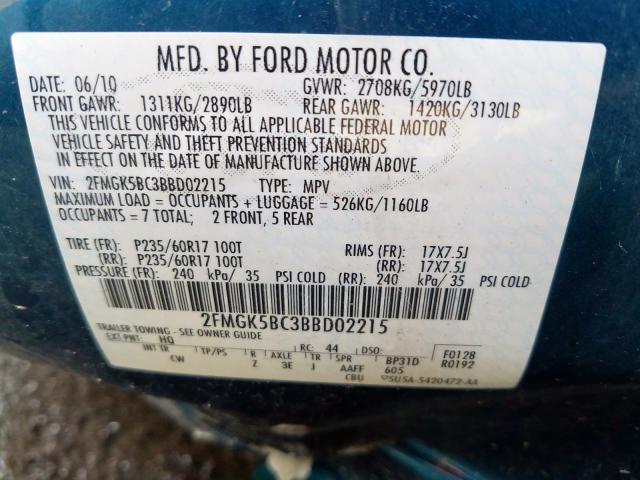 MFD. BY FORD MOTOR CO.
DATE: 06/10 GVWR: 2708KG/5970LB
FRONT GAWR: 1311KG/2890LB REAR GAWR: 1420KG/3130LB
THIS VEHICLE CONFORMS TO ALL APPLICABLE FEDERAL MOTOR
VEHICLE SAFETY AND THEFT PREVENTION STANDARDS
IN EFFECT ON THE DATE OF MANUFACTURE SHOWN ABOVE.
VIN: 2FMGK5BC3BBD02215 TYPE: MPV
MAXIMUM LOAD = OCCUPANTS + LUGGAGE = 526KG/1160LB
OCCUPANTS = 7 TOTAL; 2 FRONT, 5 REAR
TIRE (FR): P235/60R17 100T RIMS (FR): 17X7.5J
(RR): P235/60R17 100T (RR): 17X7.5J
PRESSURE (FR): 240 kPa/ 35 PSI COLD (RR): 240 kPa/ 35 PSI COLD
2FMGK5BC3BBD02215
TRAILER TOWING - SEE OWNER GUIDE
EXT PNT: HQ RC: 44 DSO: F0128
INT TR TP/PS R AXLE TR SPR BP31D R0192
CW Z 3E J AAFF 605
CBU 5U5A-5420472-AA